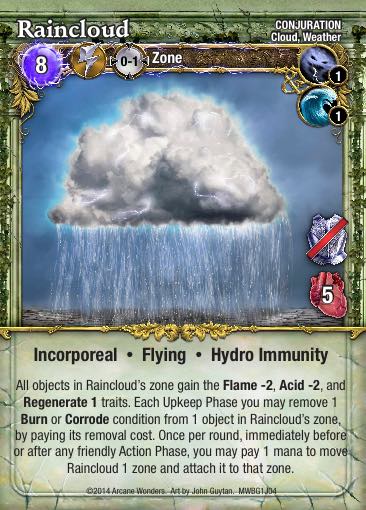 Raincloud
CONJURATION
Cloud, Weather
8
0-1
Zone
1
1
5
Incorporeal • Flying • Hydro Immunity
All objects in Raincloud's zone gain the Flame -2, Acid -2, and
Regenerate 1 traits. Each Upkeep Phase you may remove 1
Burn or Corrode condition from 1 object in Raincloud's zone,
by paying its removal cost. Once per round, immediately before
or after any friendly Action Phase, you may pay 1 mana to move
Raincloud 1 zone and attach it to that zone.
©2014 Arcane Wonders. Art by John Guytan. MWBG1J04